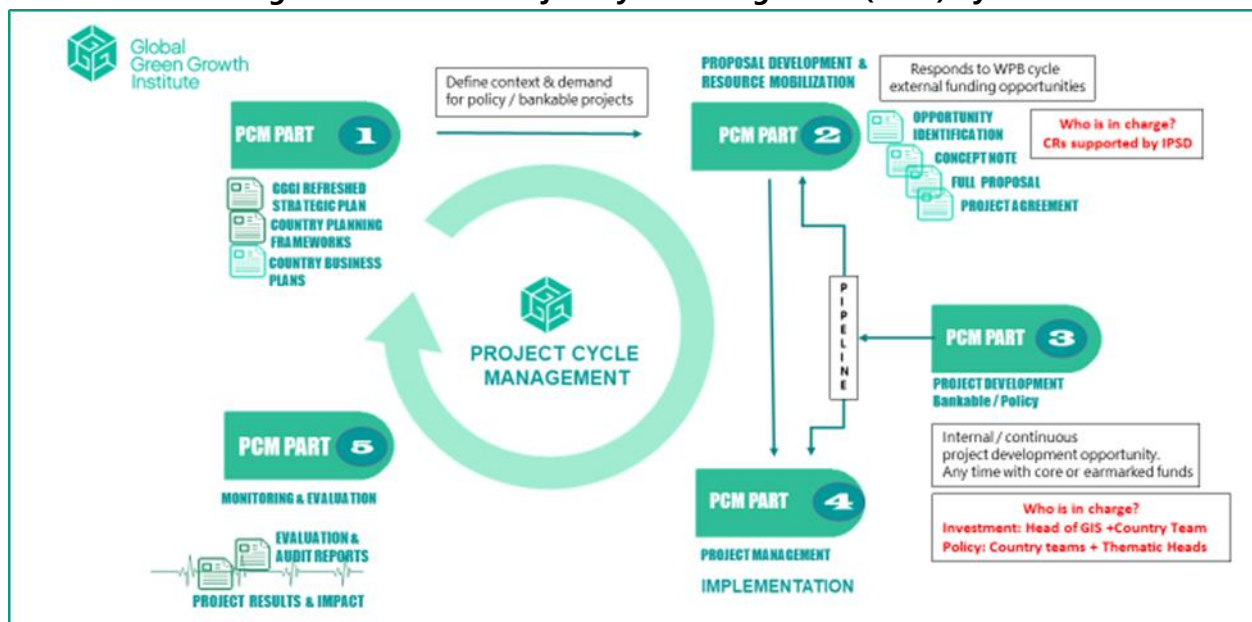 Global
Green Growth
Institute
Define context & demand
for policy / bankable projects
PROPOSAL DEVELOPMENT &
RESOURCE MOBILIZATION
Responds to WPB cycle
external funding opportunities
PCM PART 1
PCM PART 2
OPPORTUNITY
IDENTIFICATION
CONCEPT NOTE
FULL PROPOSAL
PROJECT AGREEMENT
Who is in charge?
CRs supported by IPSD
GGGI REFRESHED
STRATEGIC PLAN
COUNTRY PLANNING
FRAMEWORKS
COUNTRY BUSINESS
PLANS
PROJECT CYCLE
MANAGEMENT
PIPELINE
PCM PART 3
PROJECT DEVELOPMENT
Bankable / Policy
Internal / continuous
project development opportunity.
Any time with core or earmarked funds
Who is in charge?
Investment: Head of GIS +Country Team
Policy: Country teams + Thematic Heads
PCM PART 4
PROJECT MANAGEMENT
IMPLEMENTATION
PCM PART 5
MONITORING & EVALUATION
EVALUATION &
AUDIT REPORTS
PROJECT RESULTS & IMPACT